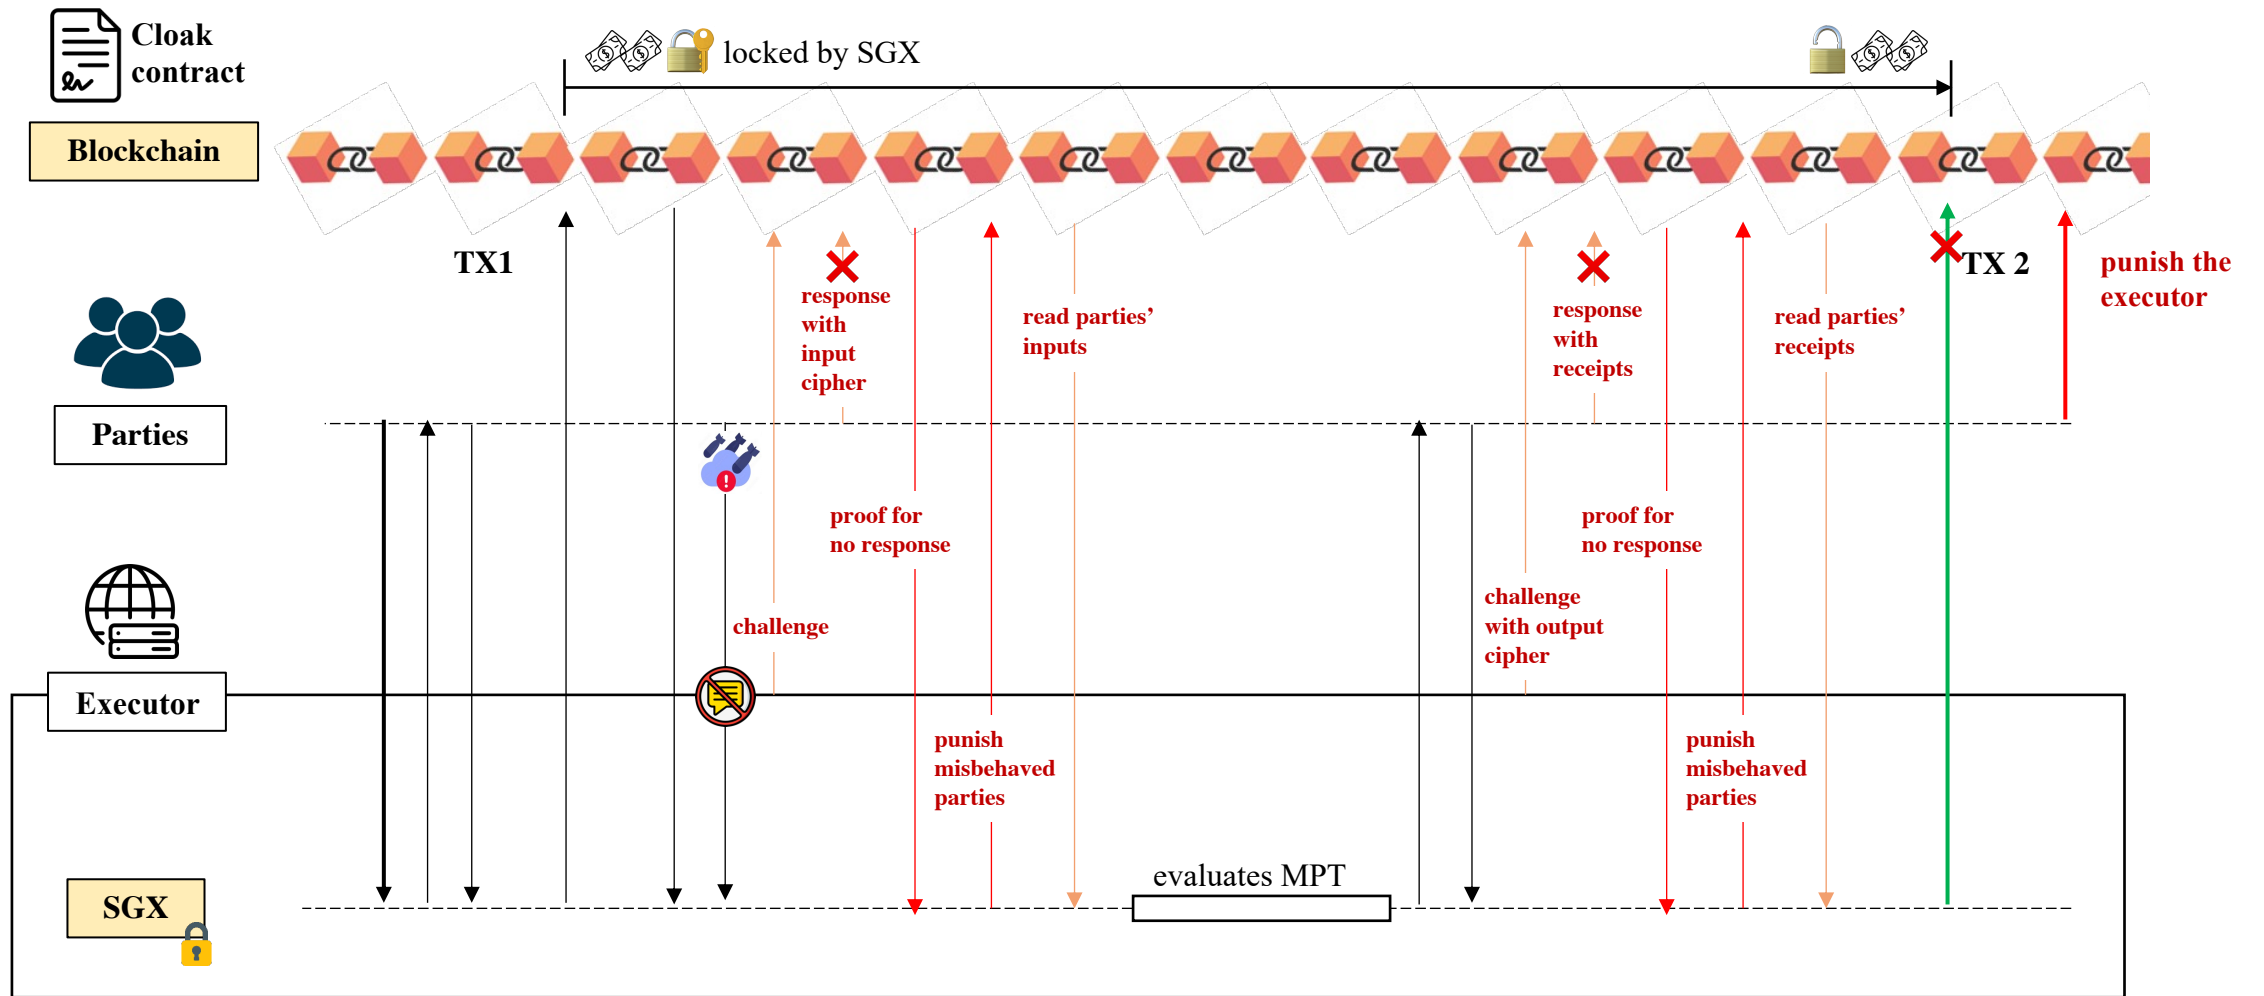 Cloak
contract
locked by SGX
Blockchain
TX1
TX 2
punish the
executor
response
with
input
cipher
read parties’
inputs
response
with
receipts
read parties’
receipts
Parties
proof for
no response
proof for
no response
challenge
challenge
with output
cipher
Executor
punish
misbehaved
parties
punish
misbehaved
parties
evaluates MPT
SGX